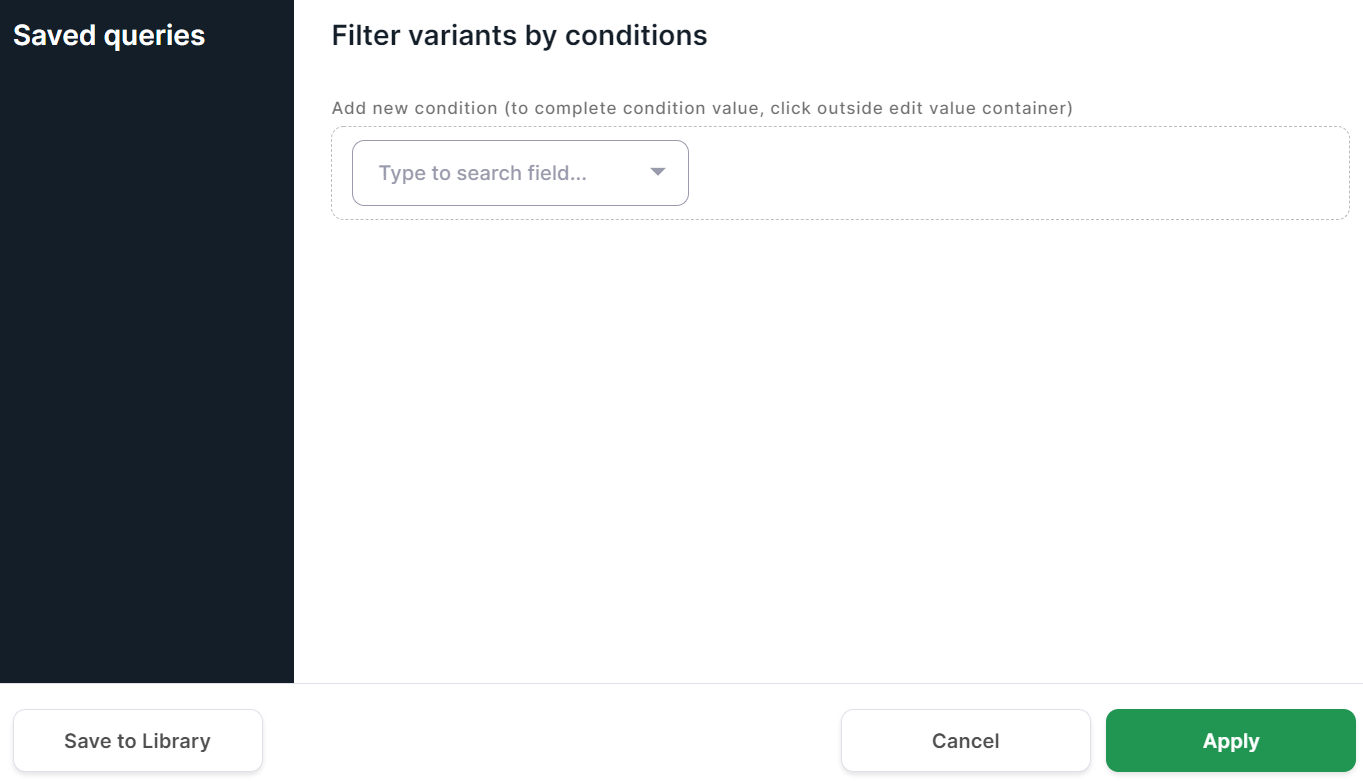 Saved queries
Filter variants by conditions
Add new condition (to complete condition value, click outside edit value container)
Type to search field...
Save to Library
Cancel
Apply